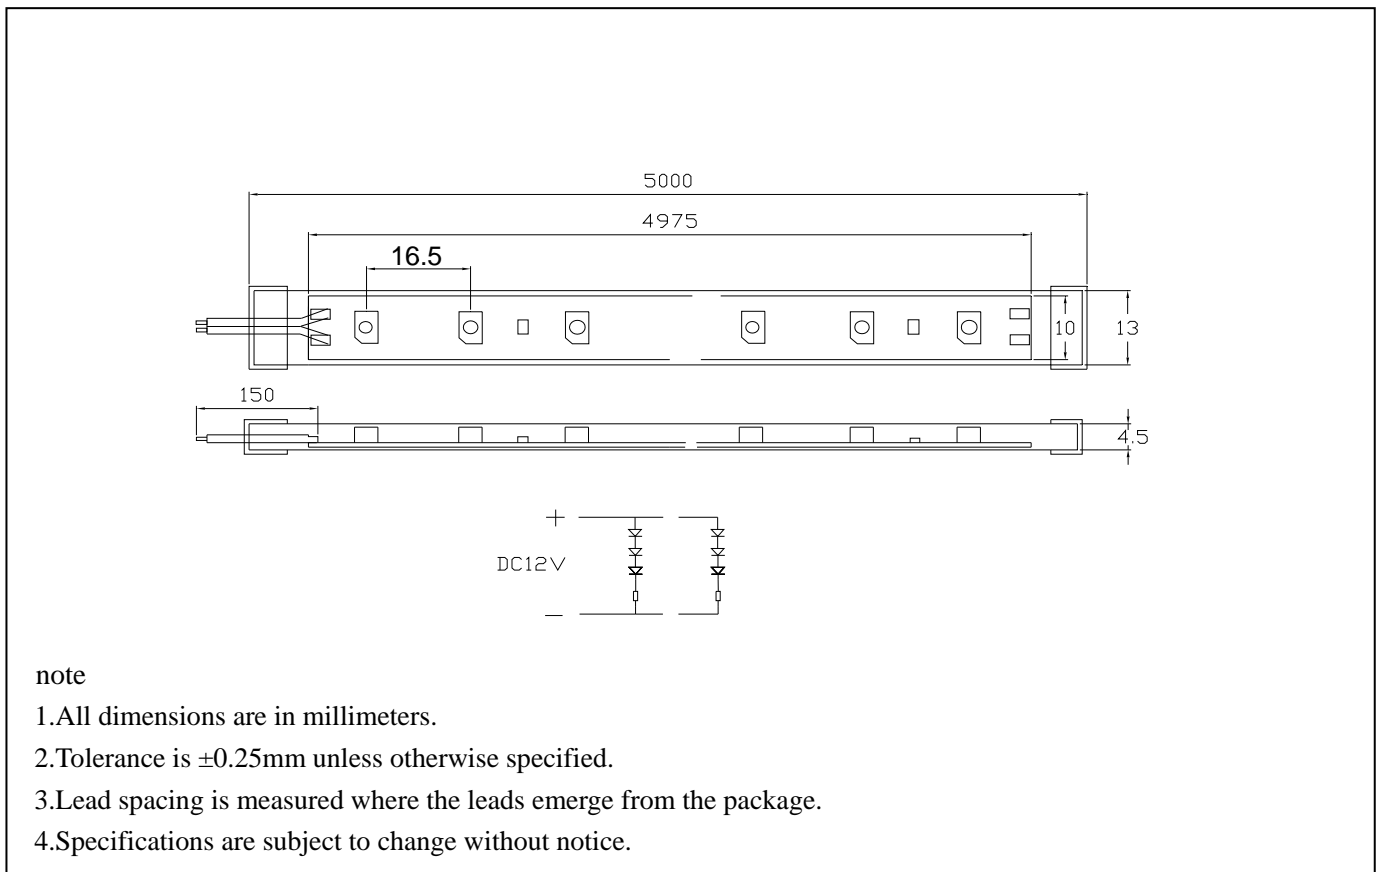 5000
4975
16.5
10
13
150
4.5
+
DC12V
—
note
1.All dimensions are in millimeters.
2.Tolerance is ±0.25mm unless otherwise specified.
3.Lead spacing is measured where the leads emerge from the package.
4.Specifications are subject to change without notice.